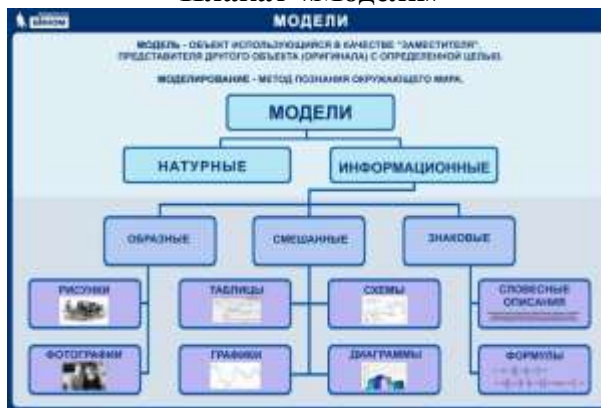 Плакат «Модели»
МОДЕЛИ
МОДЕЛЬ - ОБЪЕКТ ИСПОЛЬЗУЮЩИЙСЯ В КАЧЕСТВЕ "ЗАМЕСТИТЕЛЯ",
ПРЕДСТАВИТЕЛЯ ДРУГОГО ОБЪЕКТА (ОРИГИНАЛА) С ОПРЕДЕЛЕННОЙ ЦЕЛЬЮ.
МОДЕЛИРОВАНИЕ - МЕТОД ПОЗНАНИЯ ОКРУЖАЮЩЕГО МИРА.
МОДЕЛИ
НАТУРНЫЕ
ИНФОРМАЦИОННЫЕ
ОБРАЗНЫЕ
СМЕШАННЫЕ
ЗНАКОВЫЕ
РИСУНКИ
ТАБЛИЦЫ
СХЕМЫ
СЛОВЕСНЫЕ
ОПИСАНИЯ
ФОТОГРАФИИ
ГРАФИКИ
ДИАГРАММЫ
ФОРМУЛЫ